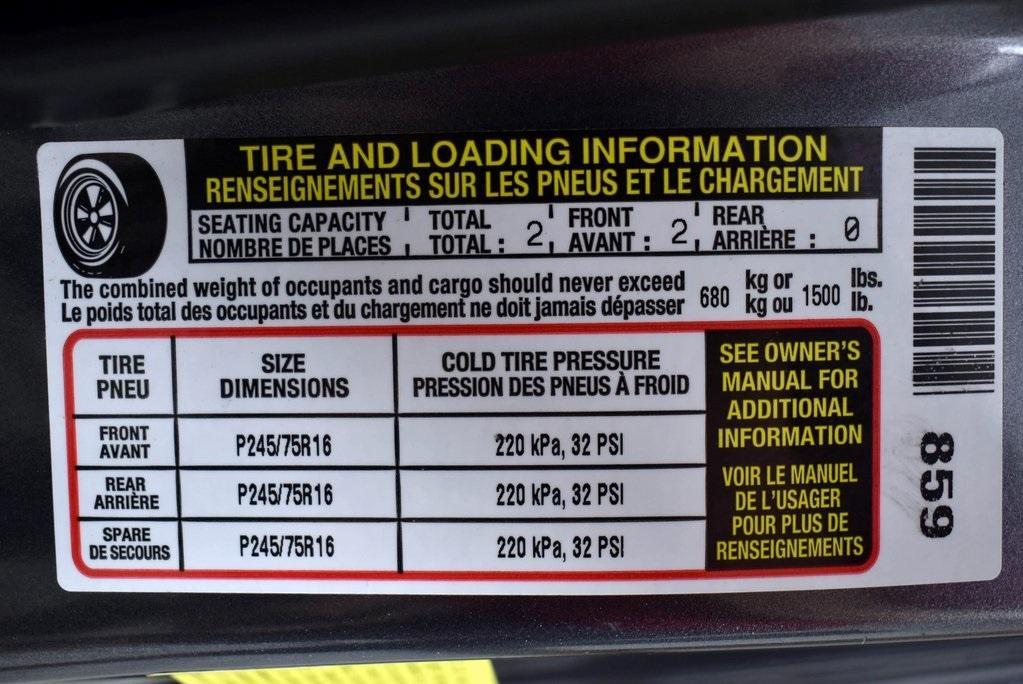 TIRE AND LOADING INFORMATION
RENSEIGNEMENTS SUR LES PNEUS ET LE CHARGEMENT
SEATING CAPACITY TOTAL FRONT REAR
NOMBRE DE PLACES TOTAL : 2 AVANT : 2 ARRIÈRE : 0
The combined weight of occupants and cargo should never exceed 680 kg or 1500 lbs.
Le poids total des occupants et du chargement ne doit jamais dépasser kg ou lb.
TIRE
PNEU
SIZE
DIMENSIONS
COLD TIRE PRESSURE
PRESSION DES PNEUS À FROID
FRONT
AVANT
P245/75R16
220 kPa, 32 PSI
REAR
ARRIÈRE
P245/75R16
220 kPa, 32 PSI
SPARE
DE SECOURS
P245/75R16
220 kPa, 32 PSI
SEE OWNER'S
MANUAL FOR
ADDITIONAL
INFORMATION
VOIR LE MANUEL
DE L'USAGER
POUR PLUS DE
RENSEIGNEMENTS
859